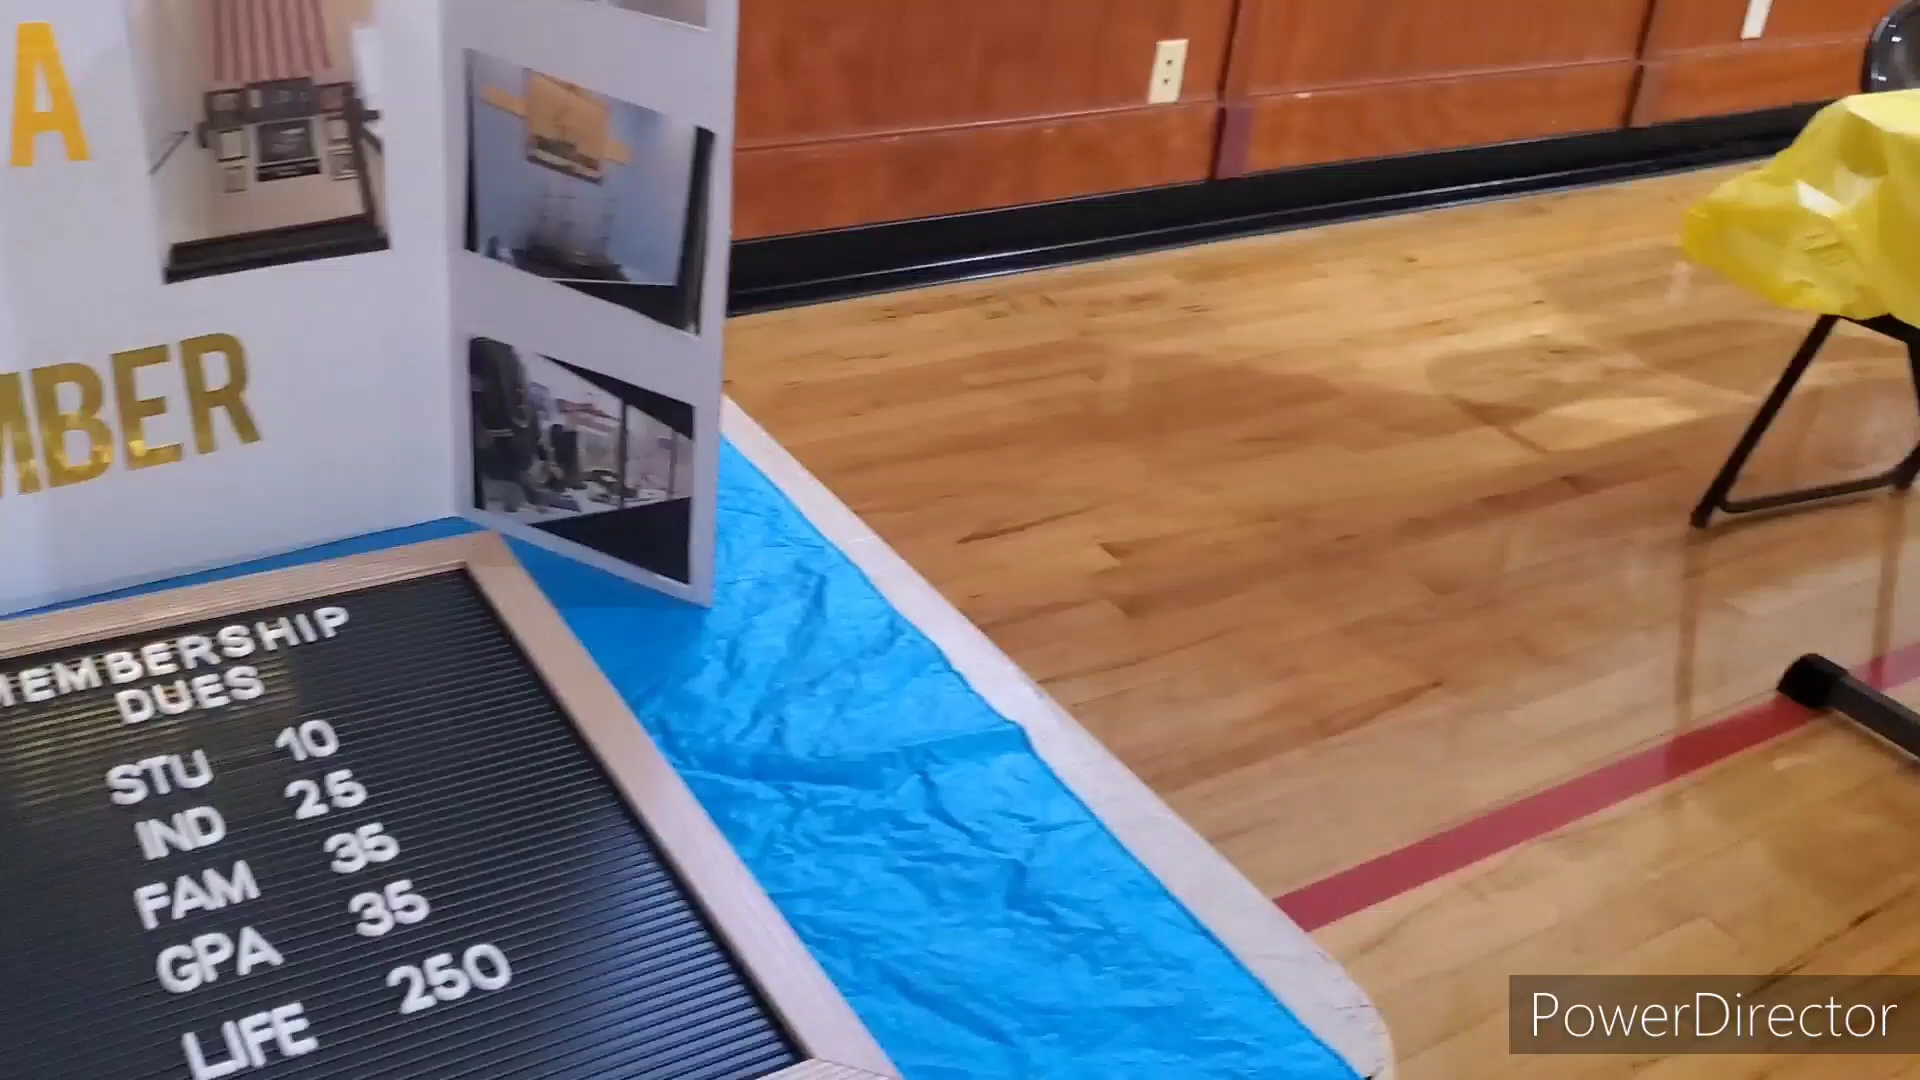 A
MBER
MEMBERSHIP
DUES
STU 10
IND 25
FAM 35
GPA 35
LIFE 250
PowerDirector